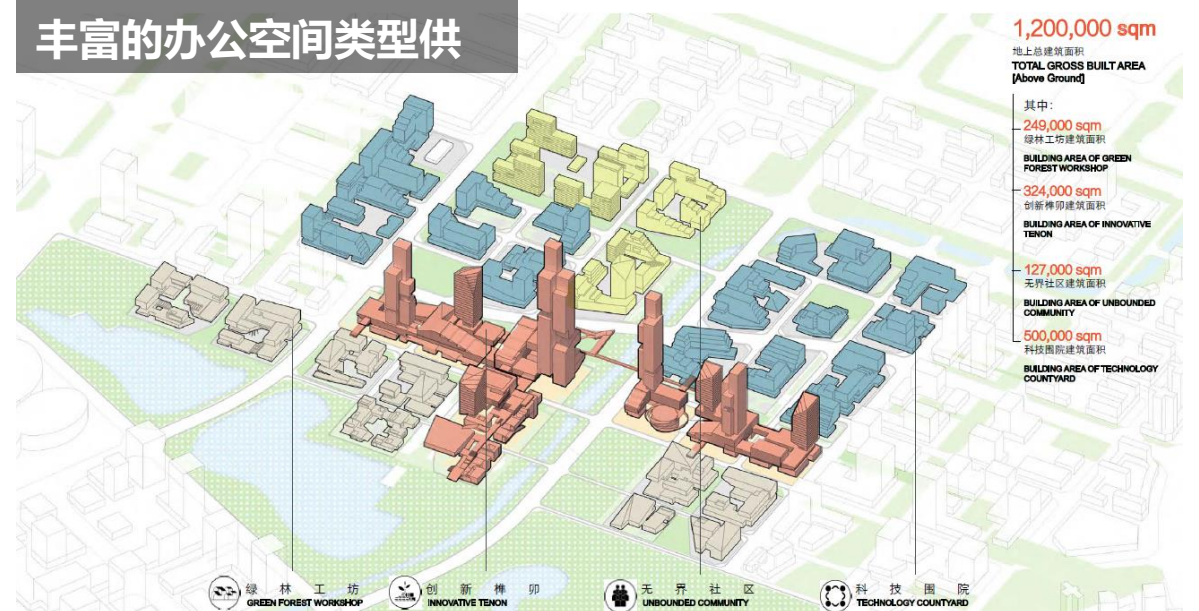 丰富的办公空间类型供
1,200,000 sqm
地上总建筑面积
TOTAL GROSS BUILT AREA
[Above Ground]
其中：
249,000 sqm
绿林工坊建筑面积
BUILDING AREA OF GREEN
FOREST WORKSHOP
324,000 sqm
创新榫卯建筑面积
BUILDING AREA OF INNOVATIVE
TENON
127,000 sqm
无界社区建筑面积
BUILDING AREA OF UNBOUNDED
COMMUNITY
500,000 sqm
科技围院建筑面积
BUILDING AREA OF TECHNOLOGY
COUNTYARD
绿林工坊
GREEN FOREST WORKSHOP
创新榫卯
INNOVATIVE TENON
无界社区
UNBOUNDED COMMUNITY
科技围院
TECHNOLOGY COUNTYARD